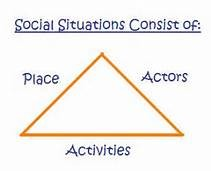 Social Situations Consist of:
Place
Actors
Activities